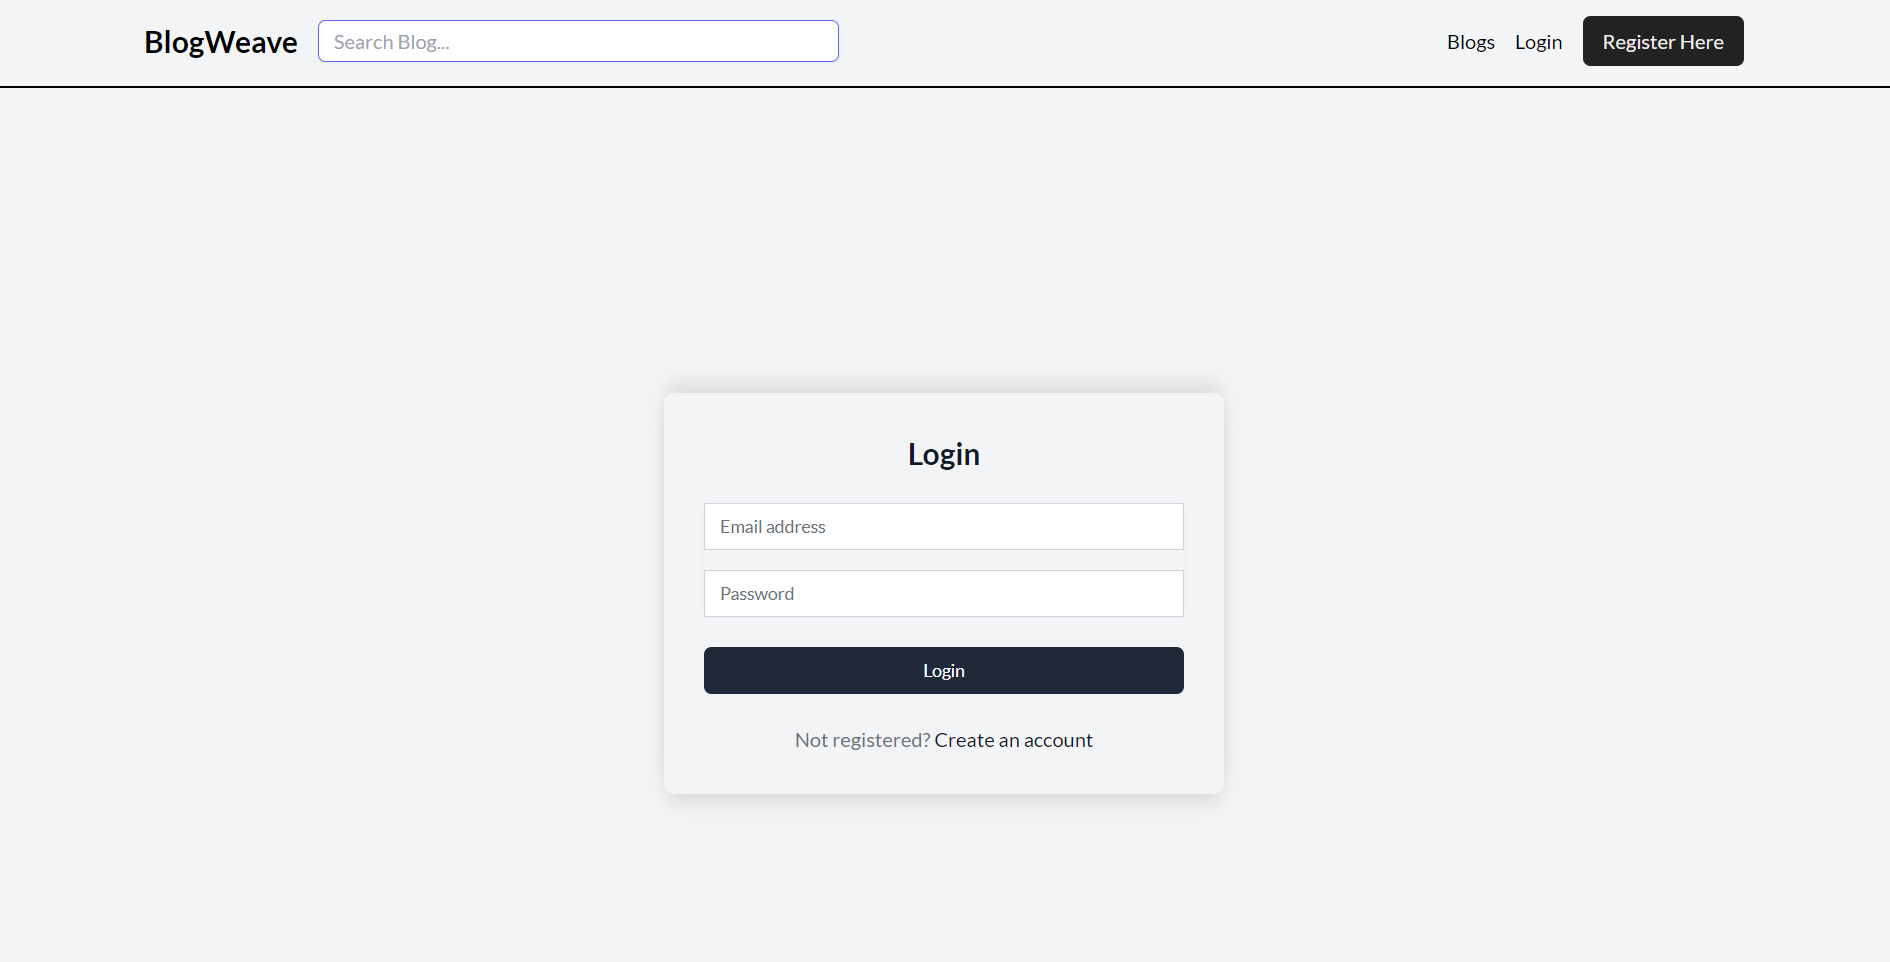 BlogWeave
Search Blog...
Blogs
Login
Register Here
Login
Email address
Password
Login
Not registered? Create an account